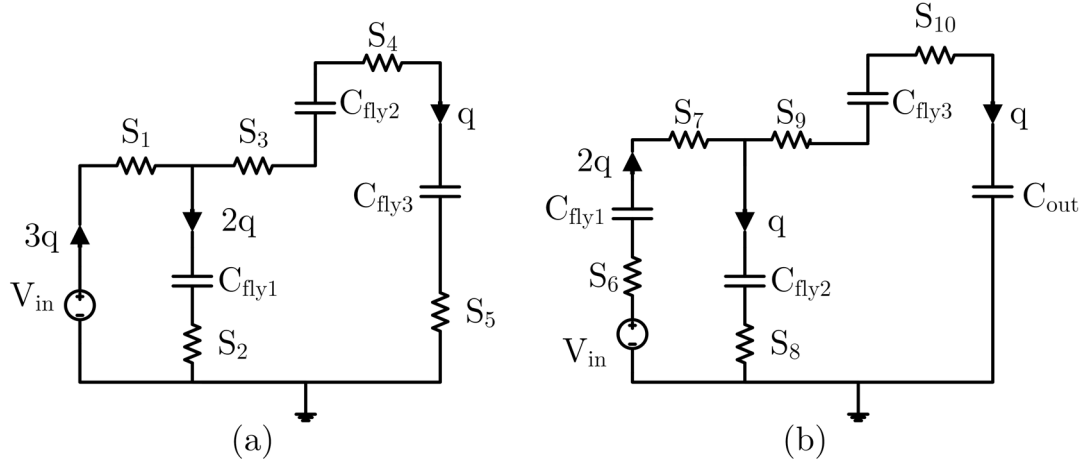 S4
Cfly2
q
S1
S3
Cfly3
3q
2q
Vin
Cfly1
S2
S5
(a)
S10
Cfly3
S7
S9
q
2q
Cfly1
q
Cout
S6
Cfly2
Vin
S8
(b)